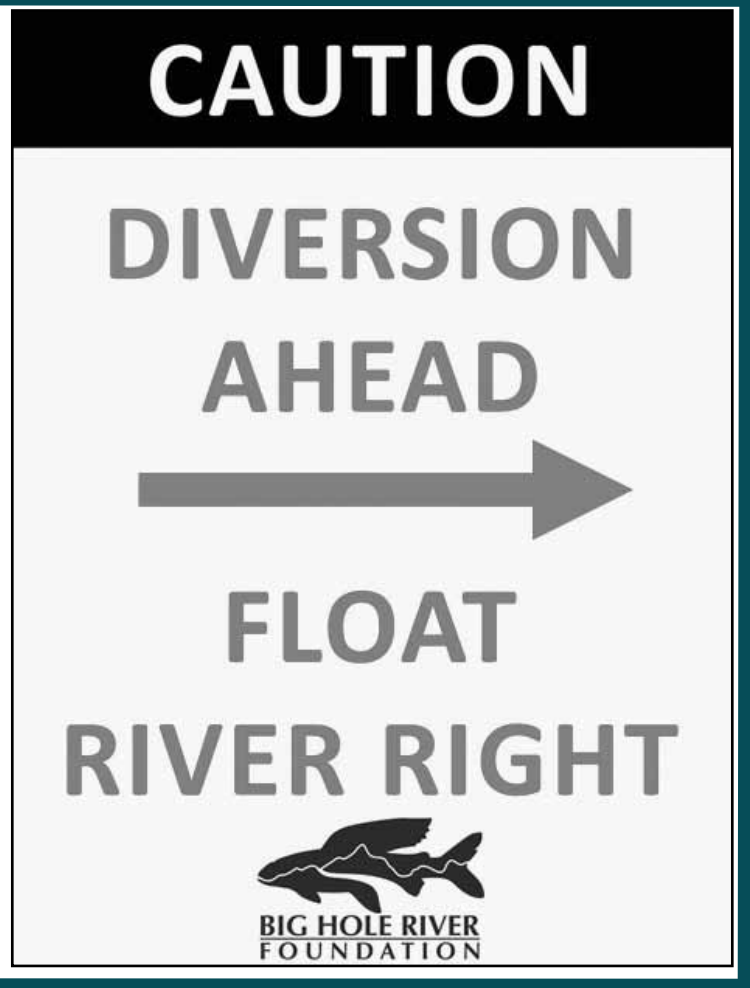 CAUTION
DIVERSION
AHEAD
FLOAT
RIVER RIGHT
BIG HOLE RIVER
FOUNDATION